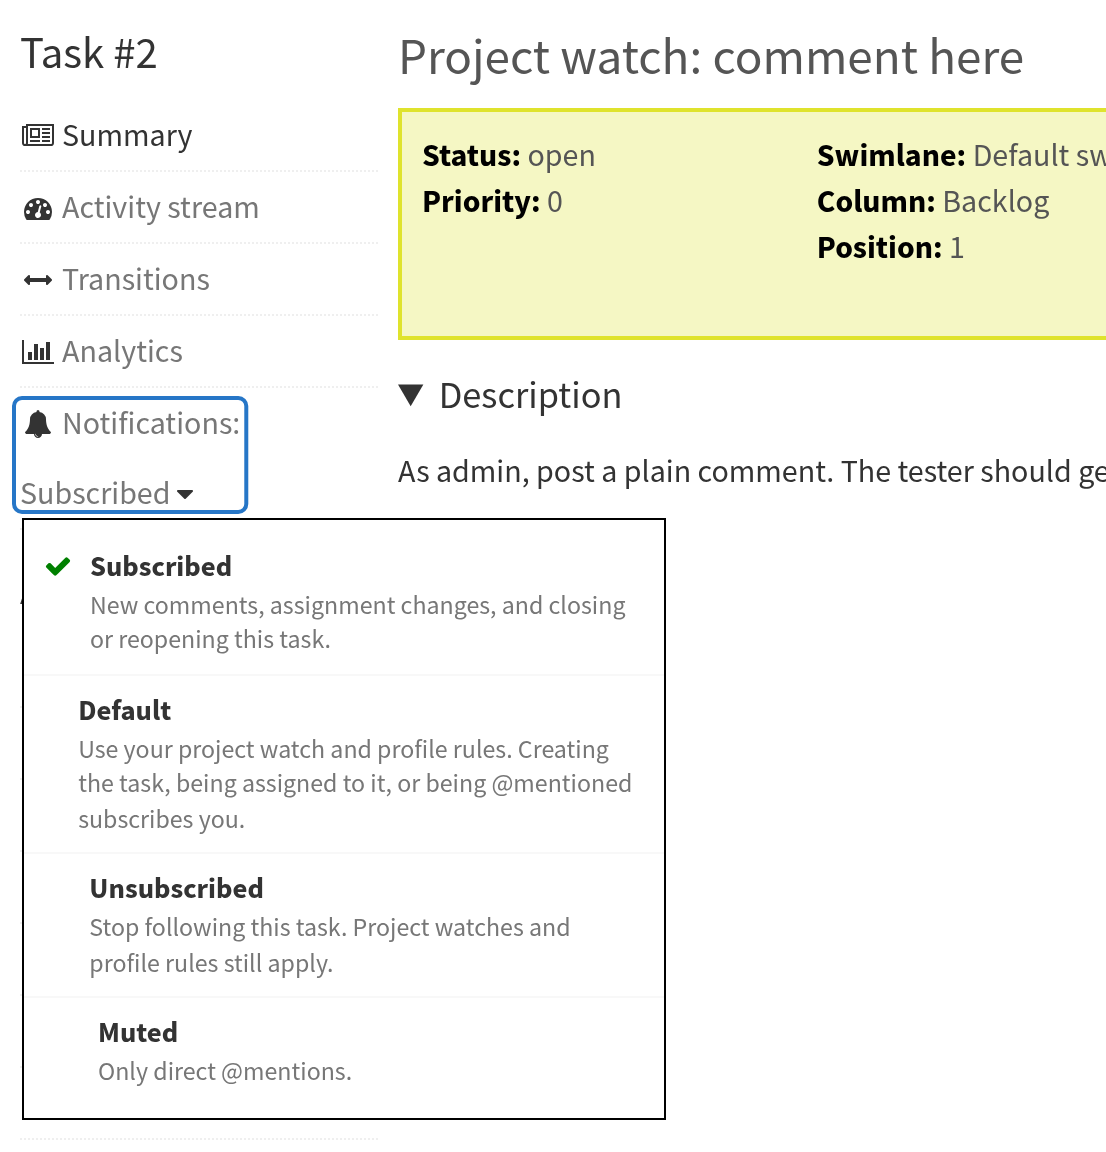 Task #2
Summary
Activity stream
Transitions
Analytics
Notifications:
Subscribed
Project watch: comment here
Status: open
Priority: 0
Swimlane: Default
Column: Backlog
Position: 1
Description
As admin, post a plain comment. The tester should
Subscribed
New comments, assignment changes, and closing
or reopening this task.
Default
Use your project watch and profile rules. Creating
the task, being assigned to it, or being @mentioned
subscribes you.
Unsubscribed
Stop following this task. Project watches and
profile rules still apply.
Muted
Only direct @mentions.